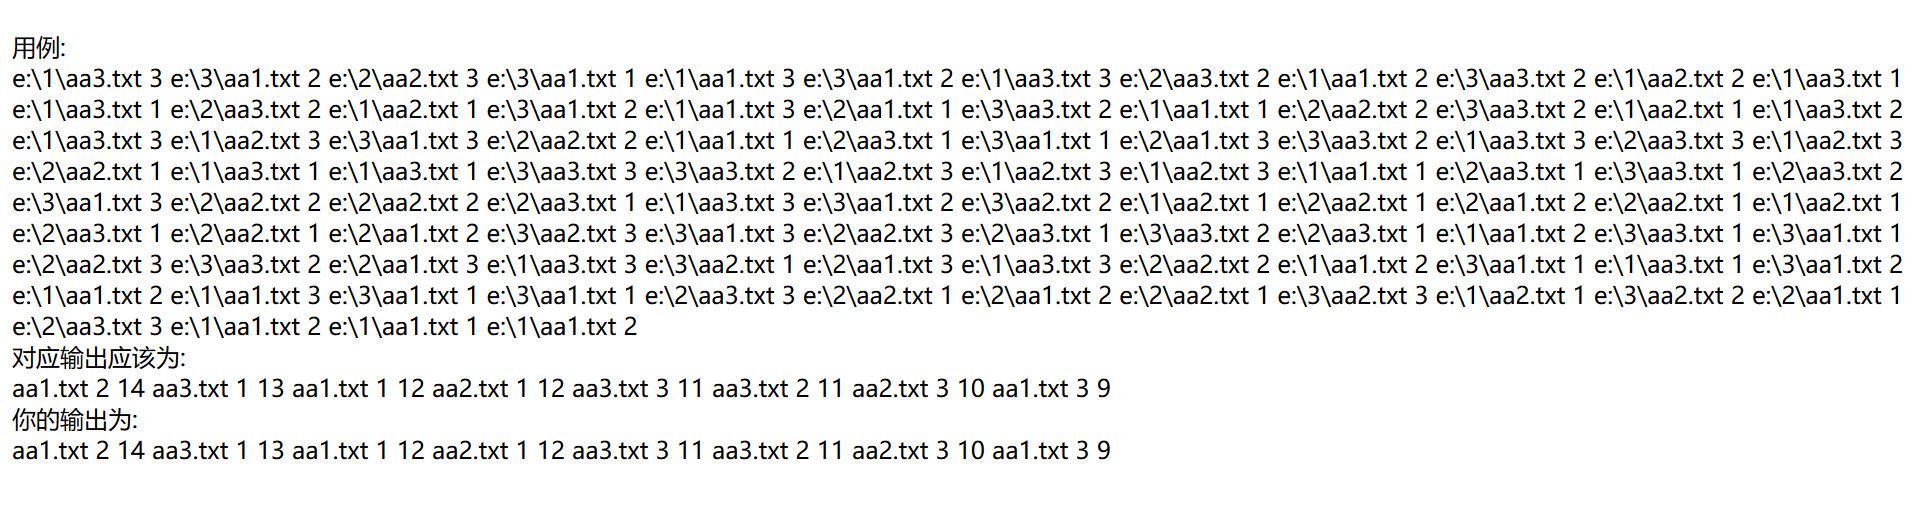 用例:
e:\1\aa3.txt 3 e:\3\aa1.txt 2 e:\2\aa2.txt 3 e:\3\aa1.txt 1 e:\1\aa1.txt 3 e:\3\aa1.txt 2 e:\1\aa3.txt 3 e:\2\aa3.txt 2 e:\1\aa1.txt 2 e:\3\aa3.txt 2 e:\1\aa2.txt 2 e:\1\aa3.txt 1
e:\1\aa3.txt 1 e:\2\aa3.txt 2 e:\1\aa2.txt 1 e:\3\aa1.txt 2 e:\1\aa1.txt 3 e:\2\aa1.txt 1 e:\3\aa3.txt 2 e:\1\aa1.txt 1 e:\2\aa2.txt 2 e:\3\aa3.txt 2 e:\1\aa2.txt 1 e:\1\aa3.txt 2
e:\1\aa3.txt 3 e:\1\aa2.txt 3 e:\3\aa1.txt 3 e:\2\aa2.txt 2 e:\1\aa1.txt 1 e:\2\aa3.txt 1 e:\3\aa1.txt 1 e:\2\aa1.txt 3 e:\3\aa3.txt 2 e:\1\aa3.txt 3 e:\2\aa3.txt 3 e:\1\aa2.txt 3
e:\2\aa2.txt 1 e:\1\aa3.txt 1 e:\1\aa3.txt 1 e:\3\aa3.txt 3 e:\3\aa3.txt 2 e:\1\aa2.txt 3 e:\1\aa2.txt 3 e:\1\aa2.txt 3 e:\1\aa1.txt 1 e:\2\aa3.txt 1 e:\3\aa3.txt 1 e:\2\aa3.txt 2
e:\3\aa1.txt 3 e:\2\aa2.txt 2 e:\2\aa2.txt 2 e:\2\aa3.txt 1 e:\1\aa3.txt 3 e:\3\aa1.txt 2 e:\3\aa2.txt 2 e:\1\aa2.txt 1 e:\2\aa2.txt 1 e:\2\aa1.txt 2 e:\2\aa2.txt 1 e:\1\aa2.txt 1
e:\2\aa3.txt 1 e:\2\aa2.txt 1 e:\2\aa1.txt 2 e:\3\aa2.txt 3 e:\3\aa1.txt 3 e:\2\aa2.txt 3 e:\2\aa3.txt 1 e:\3\aa3.txt 2 e:\2\aa3.txt 1 e:\1\aa1.txt 2 e:\3\aa3.txt 1 e:\3\aa1.txt 1
e:\2\aa2.txt 3 e:\3\aa3.txt 2 e:\2\aa1.txt 3 e:\1\aa3.txt 3 e:\3\aa2.txt 1 e:\2\aa1.txt 3 e:\1\aa3.txt 3 e:\2\aa2.txt 2 e:\1\aa1.txt 2 e:\3\aa1.txt 1 e:\1\aa3.txt 1 e:\3\aa1.txt 2
e:\1\aa1.txt 2 e:\1\aa1.txt 3 e:\3\aa1.txt 1 e:\3\aa1.txt 1 e:\2\aa3.txt 3 e:\2\aa2.txt 1 e:\2\aa1.txt 2 e:\2\aa2.txt 1 e:\3\aa2.txt 3 e:\1\aa2.txt 1 e:\3\aa2.txt 2 e:\2\aa1.txt 1
e:\2\aa3.txt 3 e:\1\aa1.txt 2 e:\1\aa1.txt 1 e:\1\aa1.txt 2
对应输出应该为:
aa1.txt 2 14 aa3.txt 1 13 aa1.txt 1 12 aa2.txt 1 12 aa3.txt 3 11 aa3.txt 2 11 aa2.txt 3 10 aa1.txt 3 9
你的输出为:
aa1.txt 2 14 aa3.txt 1 13 aa1.txt 1 12 aa2.txt 1 12 aa3.txt 3 11 aa3.txt 2 11 aa2.txt 3 10 aa1.txt 3 9